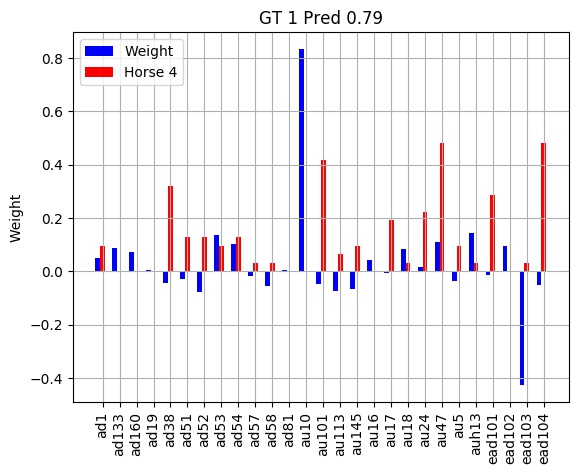 GT 1 Pred 0.79
Weight
Horse 4
Weight
0.8
0.6
0.4
0.2
0.0
−0.2
−0.4
ad1
ad133
ad160
ad19
ad38
ad51
ad52
ad53
ad54
ad57
ad58
ad81
au10
au101
au113
au145
au16
au17
au18
au24
au47
au5
auh13
ead101
ead102
ead103
ead104